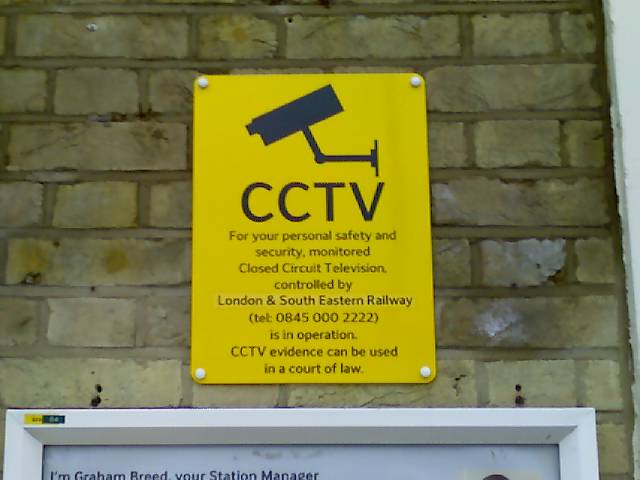 CCTV
For your personal safety and
security, monitored
Closed Circuit Television,
controlled by
London & South Eastern Railway
(tel: 0845 000 2222)
is in operation.
CCTV evidence can be used
in a court of law.
I'm Graham Breed, your Station Manager